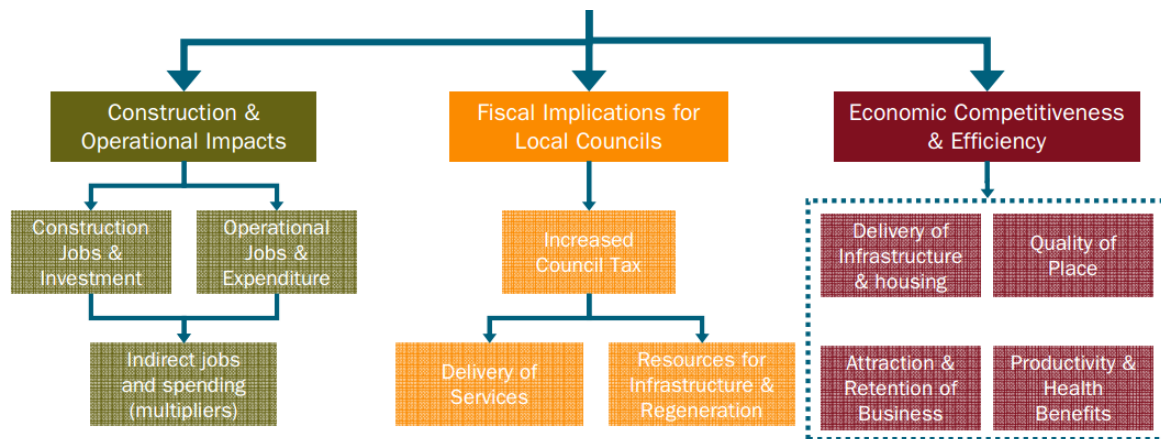 Construction &
Operational Impacts
Fiscal Implications for
Local Councils
Economic Competitiveness
& Efficiency
Construction
Jobs &
Investment
Operational
Jobs &
Expenditure
Increased
Council Tax
Delivery of
Infrastructure
& housing
Quality of
Place
Indirect jobs
and spending
(multipliers)
Delivery of
Services
Resources for
Infrastructure &
Regeneration
Attraction &
Retention of
Business
Productivity &
Health
Benefits